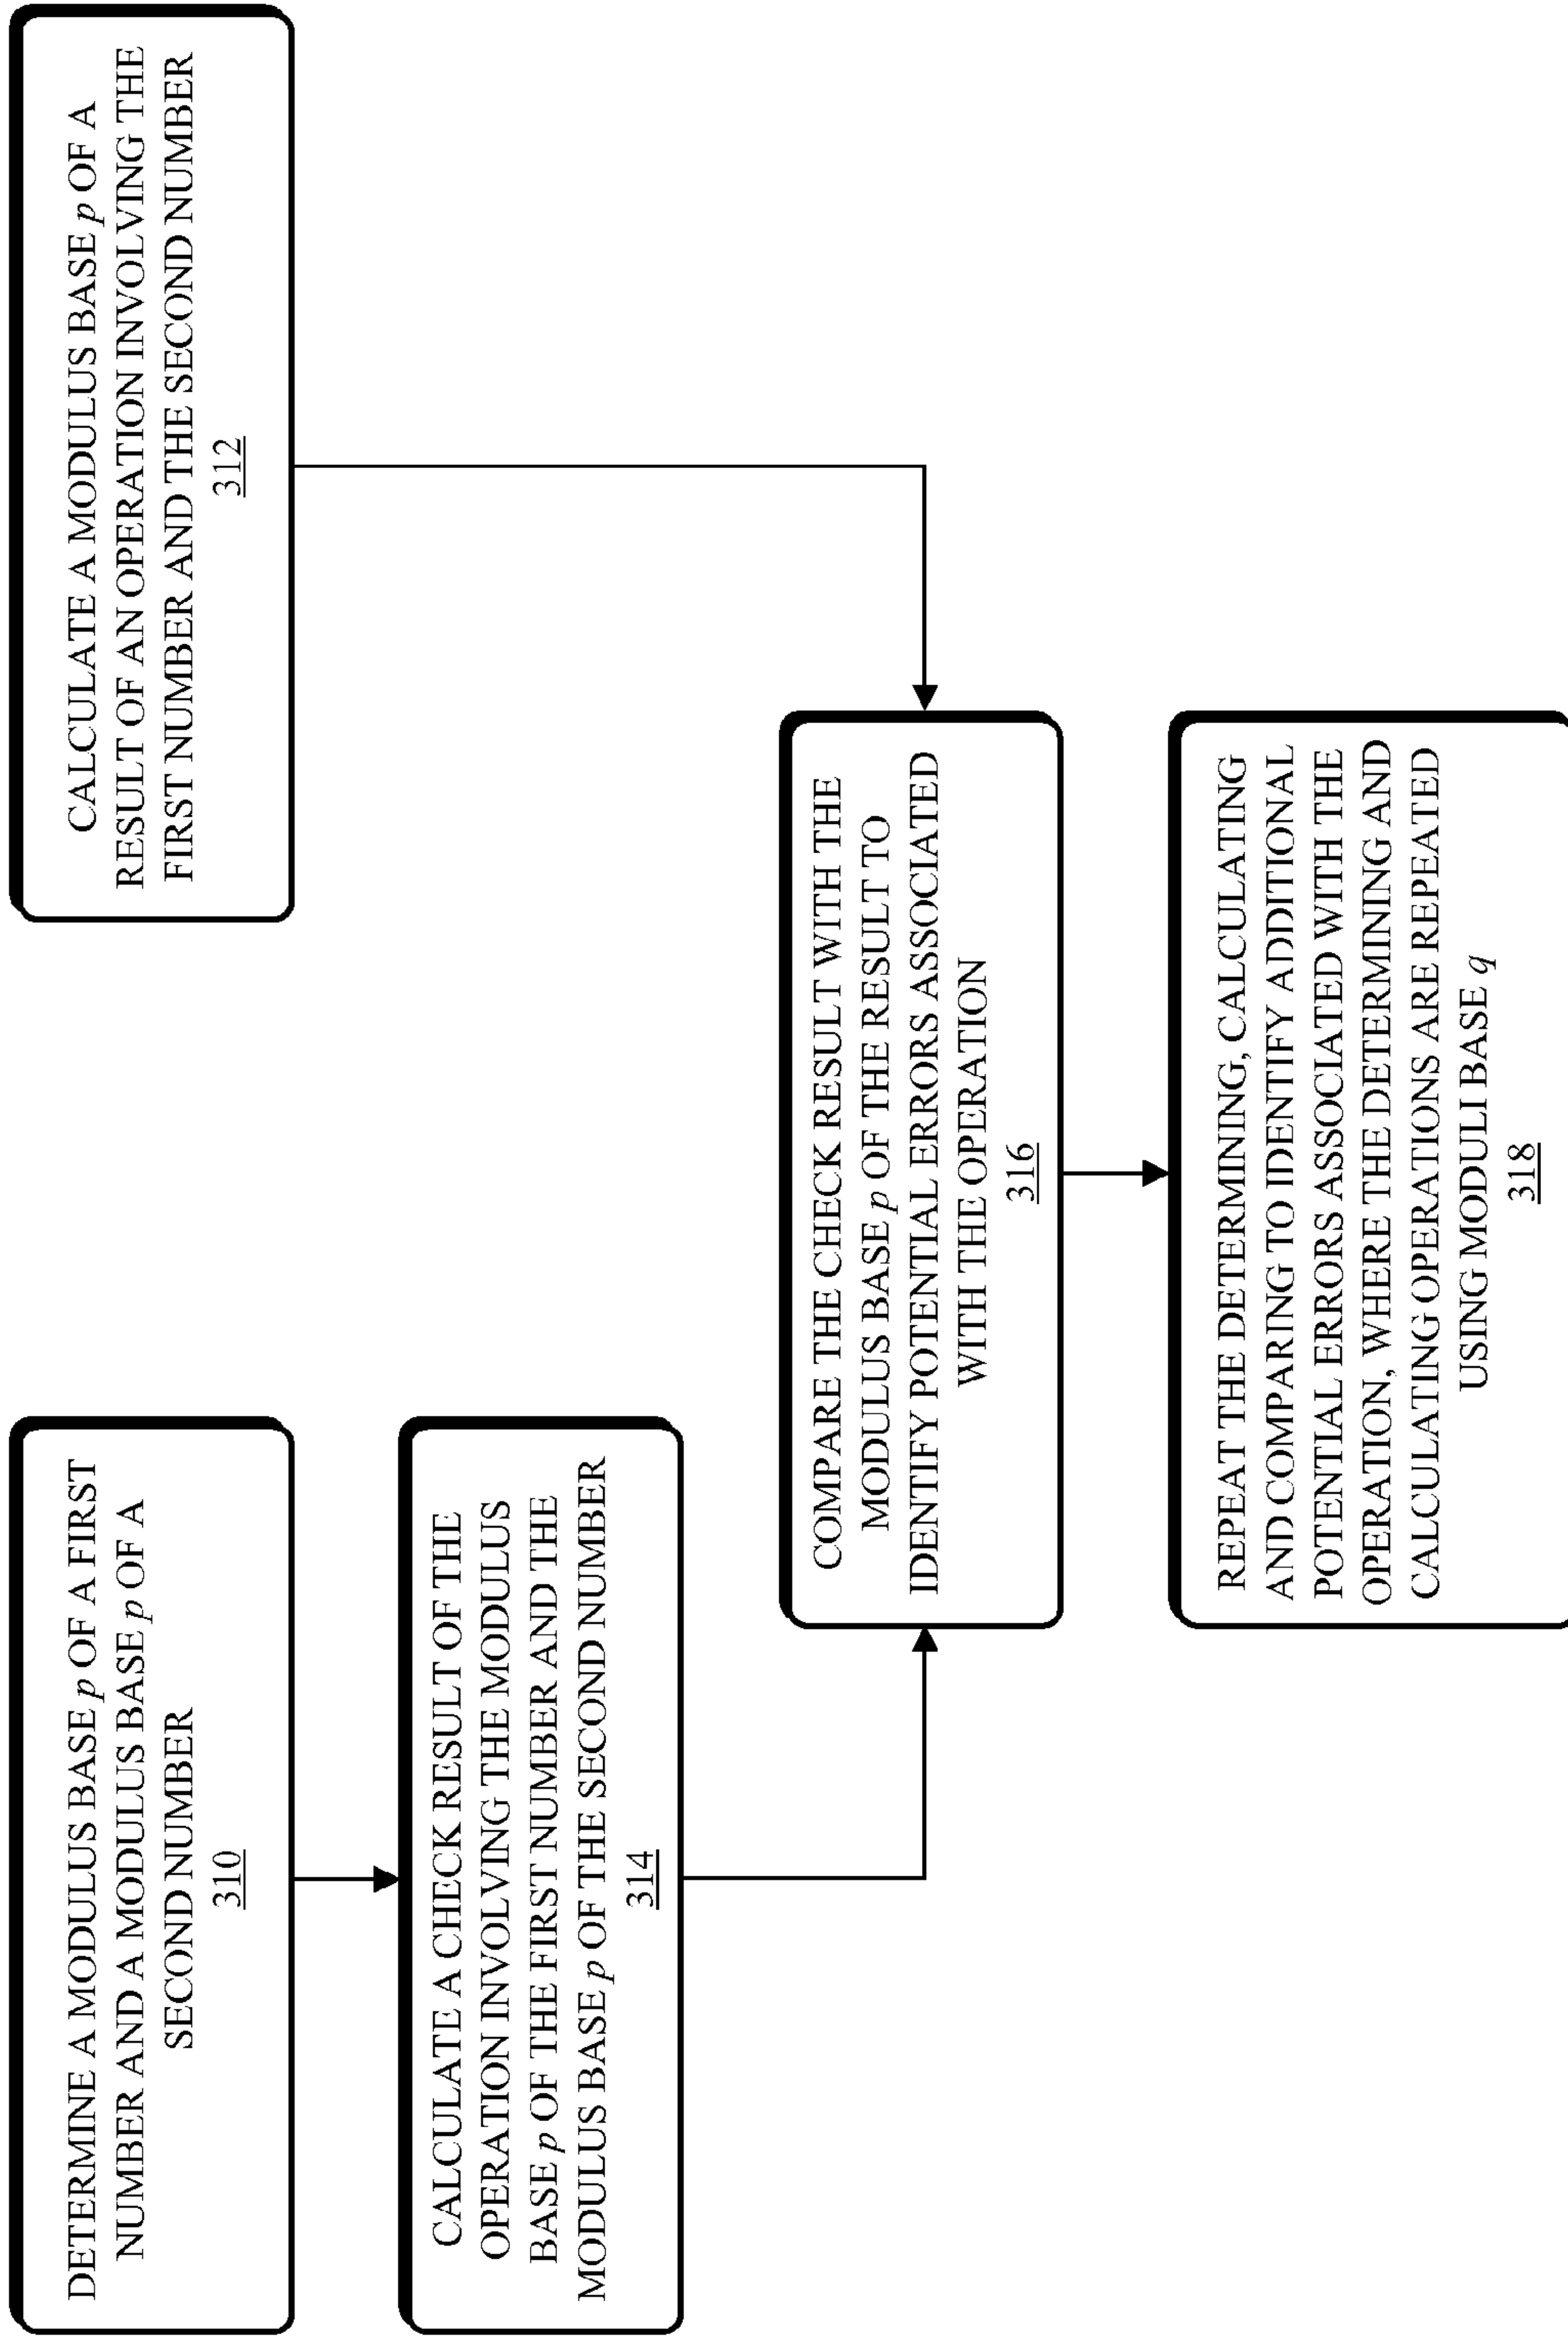 DETERMINE A MODULUS BASE p OF A FIRST
NUMBER AND A MODULUS BASE p OF A
SECOND NUMBER
310
CALCULATE A MODULUS BASE p OF A
RESULT OF AN OPERATION INVOLVING THE
FIRST NUMBER AND THE SECOND NUMBER
312
CALCULATE A CHECK RESULT OF THE
OPERATION INVOLVING THE MODULUS
BASE p OF THE FIRST NUMBER AND THE
MODULUS BASE p OF THE SECOND NUMBER
314
COMPARE THE CHECK RESULT WITH THE
MODULUS BASE p OF THE RESULT TO
IDENTIFY POTENTIAL ERRORS ASSOCIATED
WITH THE OPERATION
316
REPEAT THE DETERMINING, CALCULATING
AND COMPARING TO IDENTIFY ADDITIONAL
POTENTIAL ERRORS ASSOCIATED WITH THE
OPERATION, WHERE THE DETERMINING AND
CALCULATING OPERATIONS ARE REPEATED
USING MODULI BASE q
318